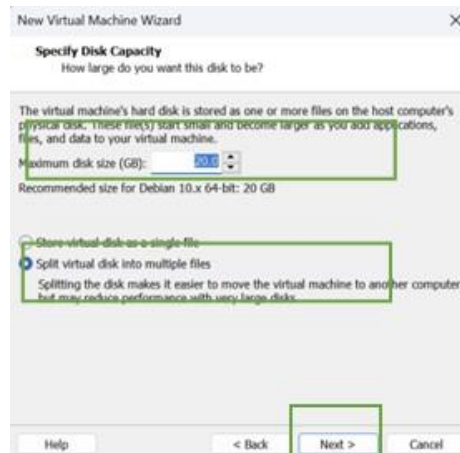 New Virtual Machine Wizard
Specify Disk Capacity
How large do you want this disk to be?
The virtual machine's hard disk is stored as one or more files on the host computer's
physical disk. These file(s) start small and become larger as you add applications,
files, and data to your virtual machine.
Maximum disk size (GB): 20.0
Recommended size for Debian 10.x 64-bit: 20 GB
Store virtual disk as a single file
Split virtual disk into multiple files
Splitting the disk makes it easier to move the virtual machine to another computer
but may reduce performance with very large disks.
Help < Back Next > Cancel